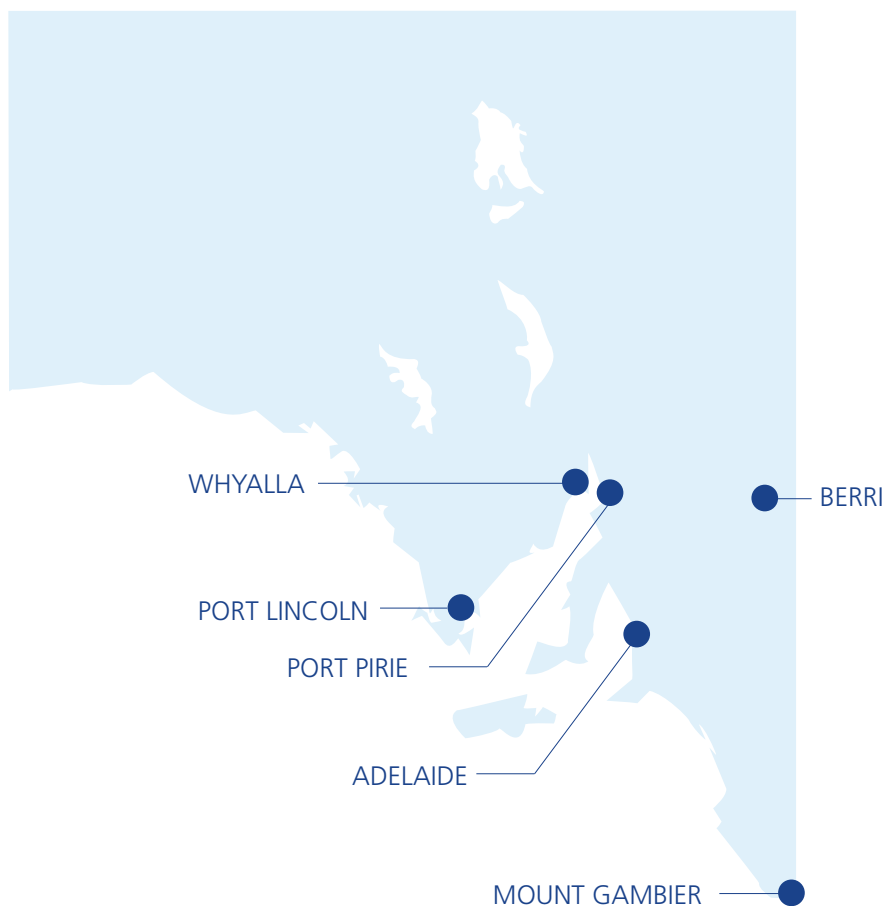 WHYALLA
BERRI
PORT LINCOLN
PORT PIRIE
ADELAIDE
MOUNT GAMBIER